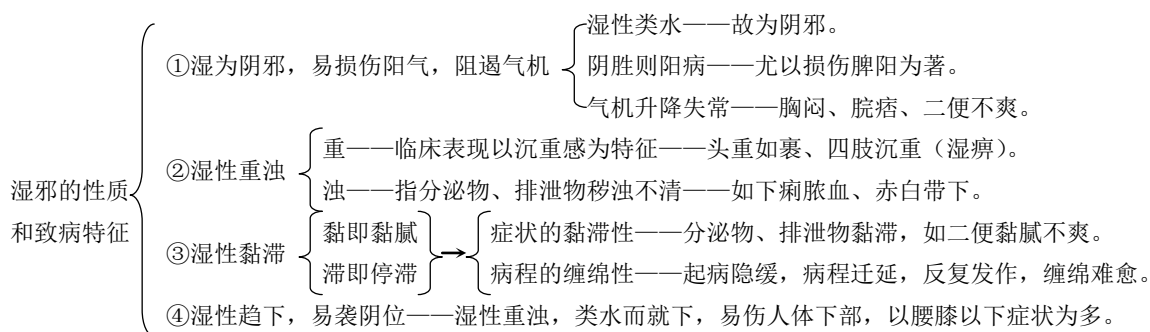 湿性类水——故为阴邪。
①湿为阴邪，易损伤阳气，阻遏气机
阴胜则阳病——尤以损伤脾阳为著。
气机升降失常——胸闷、脘痞、二便不爽。
湿邪的性质
和致病特征
②湿性重浊
重——临床表现以沉重感为特征——头重如裹、四肢沉重（湿痹）。
浊——指分泌物、排泄物秽浊不清——如下痢脓血、赤白带下。
③湿性黏滞
黏即黏腻
滞即停滞
→
症状的黏滞性——分泌物、排泄物黏滞，如二便黏腻不爽。
病程的缠绵性——起病隐缓，病程迁延，反复发作，缠绵难愈。
④湿性趋下，易袭阴位——湿性重浊，类水而就下，易伤人体下部，以腰膝以下症状为多。